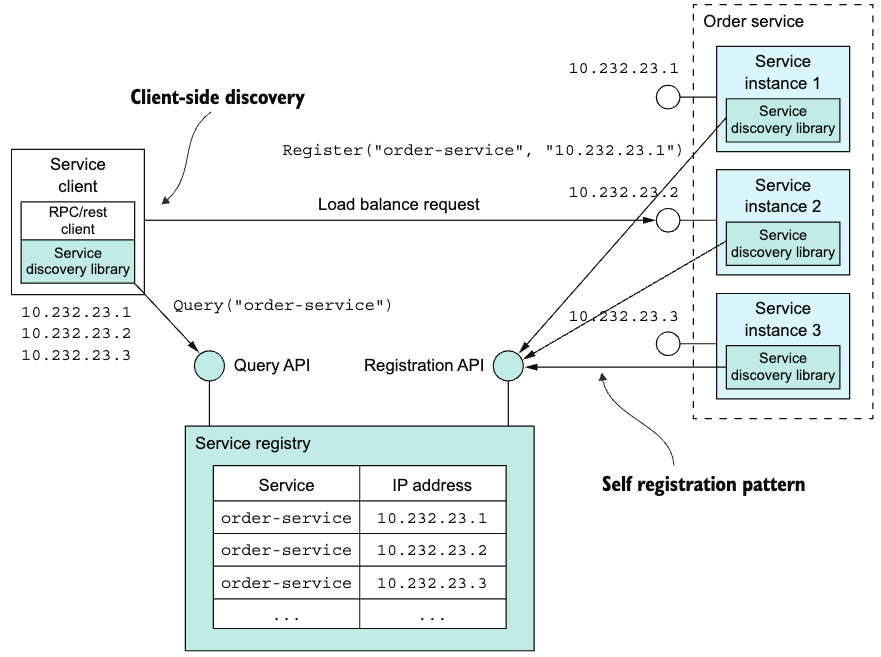 Order service
Service
instance 1
10.232.23.1
Service
discovery library
Client-side discovery
Register("order-service", "10.232.23.1")
Service
client
RPC/rest
client
Service
discovery library
10.232.23.1
10.232.23.2
10.232.23.3
Load balance request
10.232.23.2
Service
instance 2
Service
discovery library
Query("order-service")
10.232.23.3
Service
instance 3
Service
discovery library
Query API
Registration API
Self registration pattern
Service registry
Service IP address
order-service 10.232.23.1
order-service 10.232.23.2
order-service 10.232.23.3
... ...